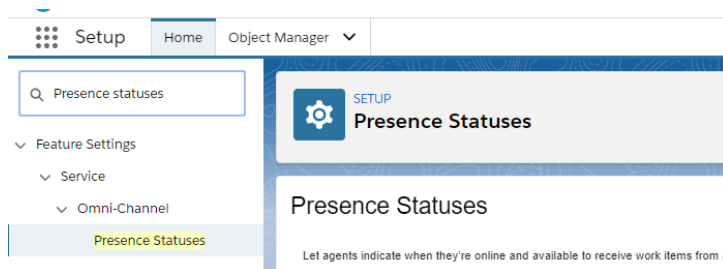 Setup Home Object Manager
Presence statuses
SETUP
Presence Statuses
Feature Settings
Service
Omni-Channel
Presence Statuses
Presence Statuses
Let agents indicate when they're online and available to receive work items from